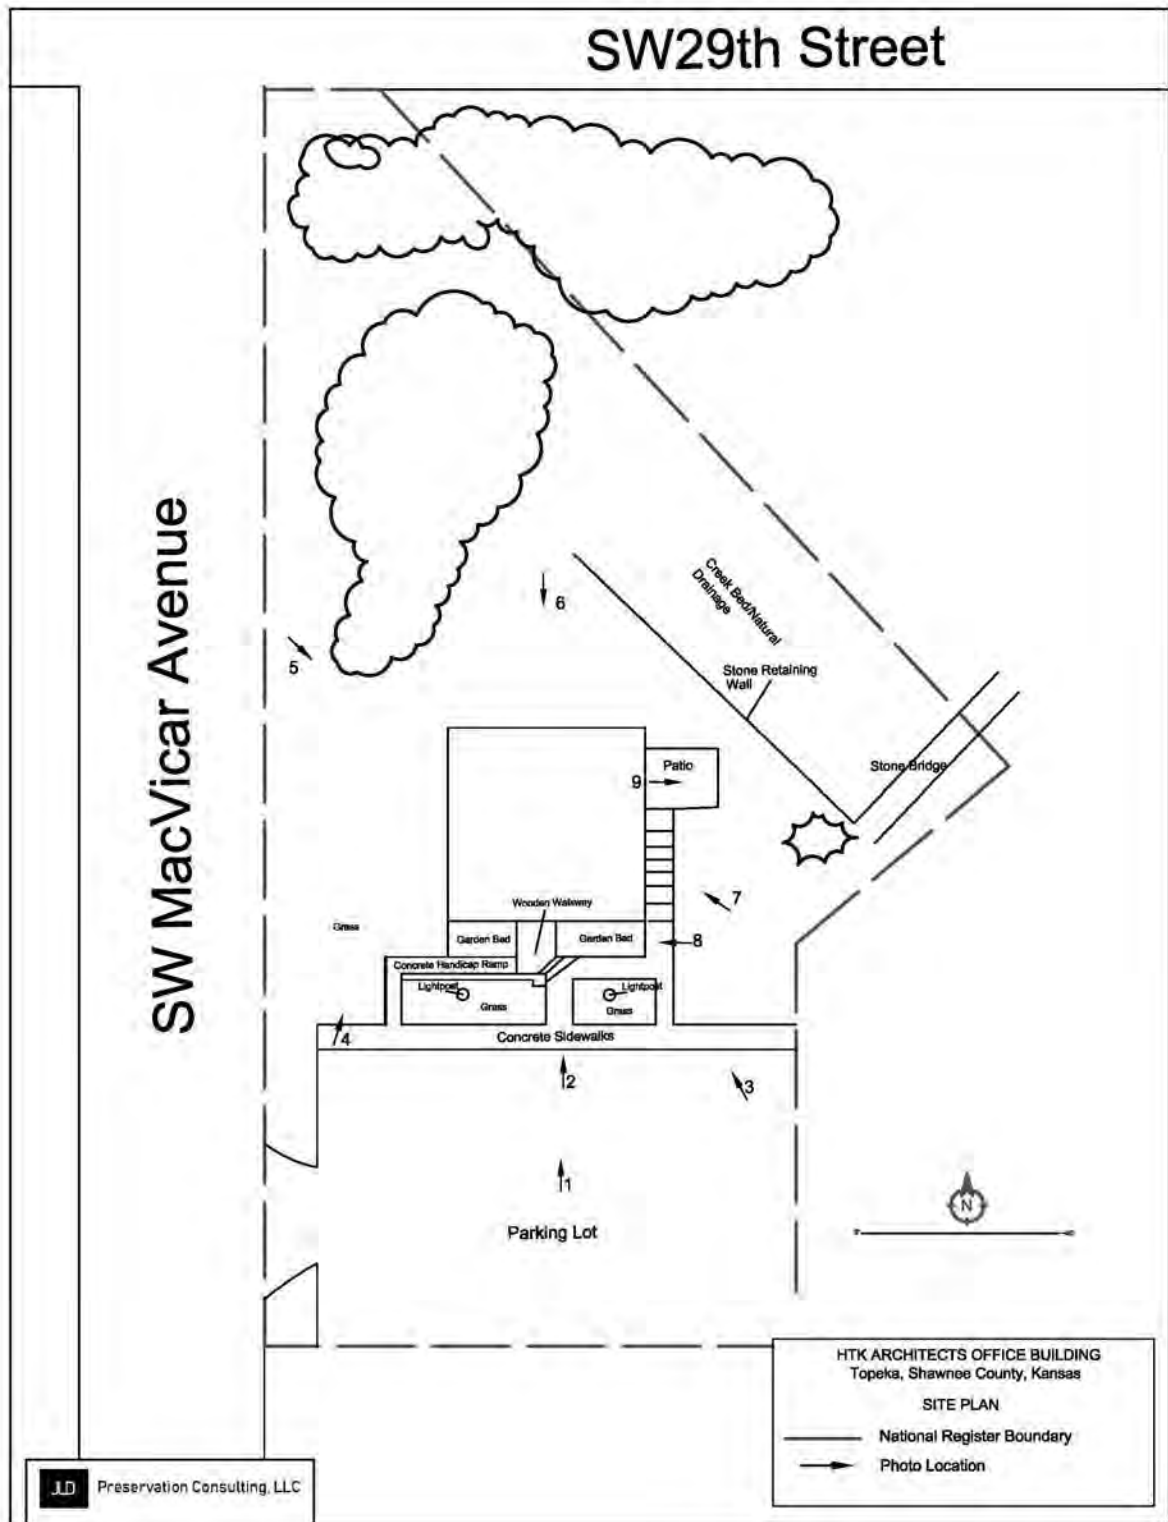 SW29th Street
SW MacVicar Avenue
6
5
Creek Bed/Natural
Drainage
Stone Retaining
Wall
Stone Bridge
Patio
9
7
Wooden Walkway
Grass
Garden Bed
Garden Bed
8
Concrete Handicap Ramp
Lightpost
Lightpost
Grass
Grass
4
Concrete Sidewalks
2
3
1
N
Parking Lot
HTK ARCHITECTS OFFICE BUILDING
Topeka, Shawnee County, Kansas
SITE PLAN
National Register Boundary
Photo Location
JLD Preservation Consulting, LLC